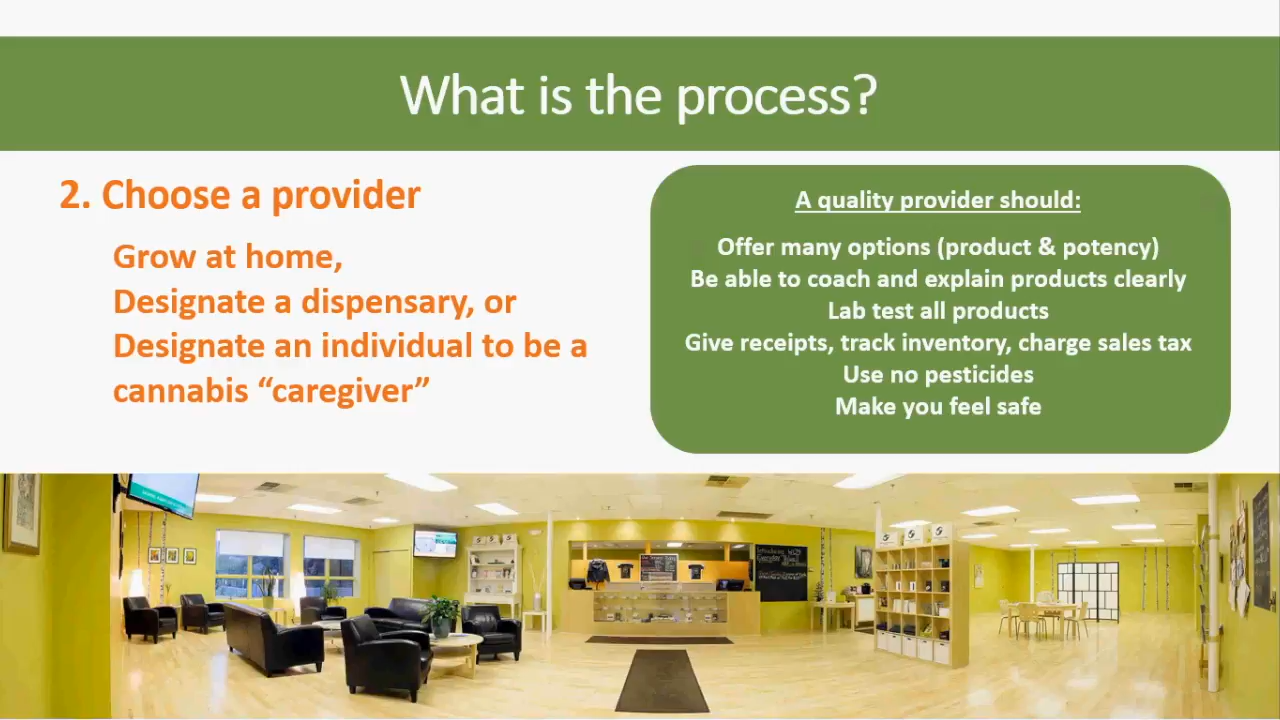 What is the process?
2. Choose a provider
Grow at home,
Designate a dispensary, or
Designate an individual to be a
cannabis “caregiver”
A quality provider should:
Offer many options (product & potency)
Be able to coach and explain products clearly
Lab test all products
Give receipts, track inventory, charge sales tax
Use no pesticides
Make you feel safe